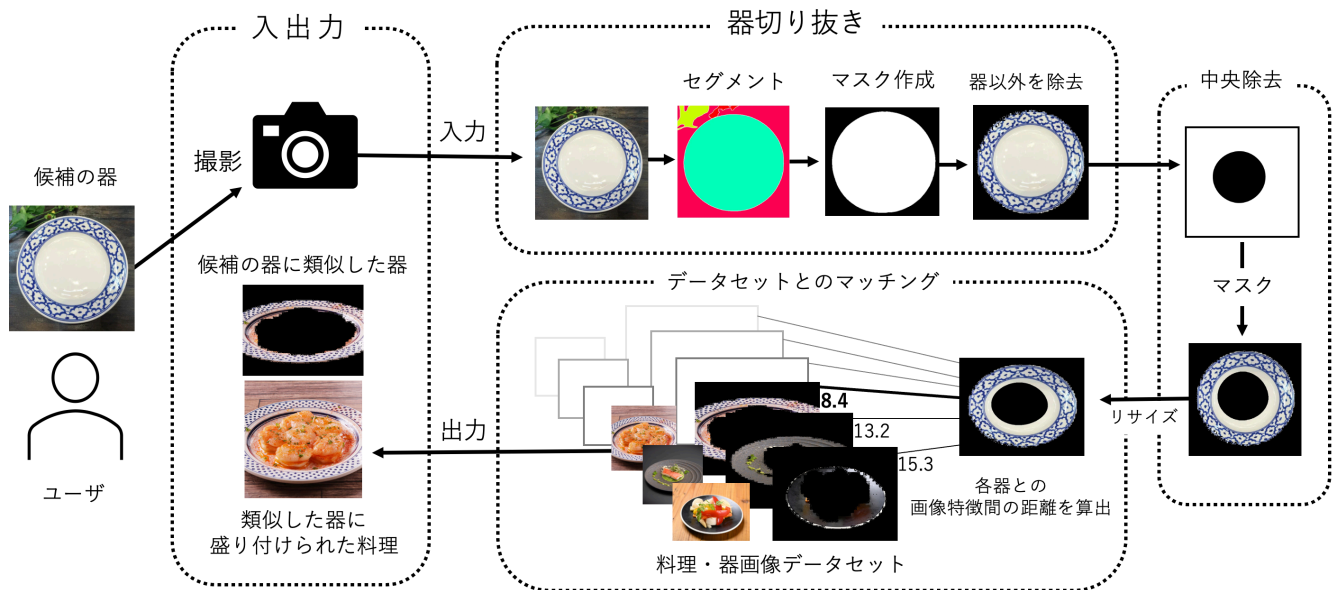 入出力
器切り抜き
中央除去
セグメント
マスク作成
器以外を除去
入力
撮影
候補の器
候補の器に類似した器
データセットとのマッチング
マスク
8.4
13.2
15.3
リサイズ
出力
各器との
画像特徴間の距離を算出
ユーザ
類似した器に
盛り付けられた料理
料理・器画像データセット